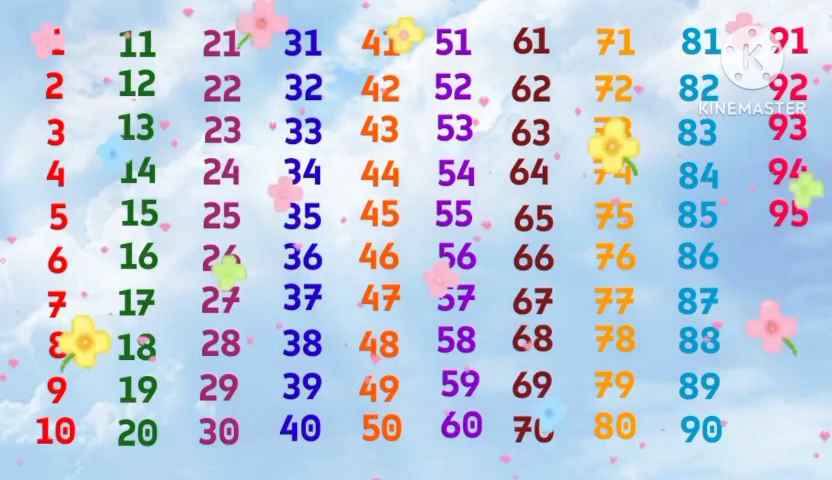 1 11 21 31 41 51 61 71 81 91
2 12 22 32 42 52 62 72 82 92
KINEMASTER
3 13 23 33 43 53 63 73 83 93
4 14 24 34 44 54 64 74 84 94
5 15 25 35 45 55 65 75 85 95
6 16 26 36 46 56 66 76 86
7 17 27 37 47 57 67 77 87
8 18 28 38 48 58 68 78 88
9 19 29 39 49 59 69 79 89
10 20 30 40 50 60 70 80 90